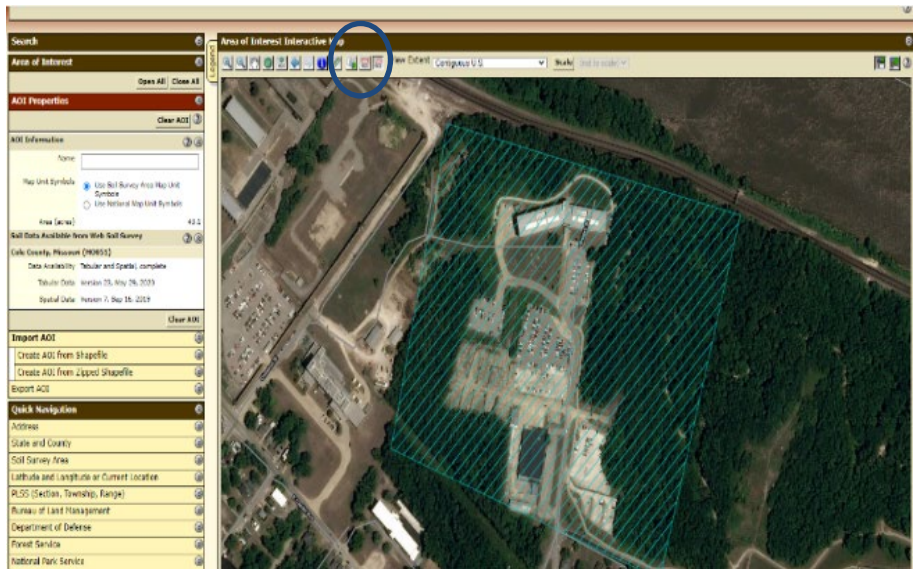 Search
Area of Interest
Open All Close All
AOI Properties
Clear AOI
AOI Information
Name
Map Unit Symbols
Use Soil Survey Area Map Unit
Symbols
Use National Map Unit Symbols
Area (acres)
Soil Data Available from Web Soil Survey
Cole County, Missouri (MO051)
Data Availability Tabular and Spatial, complete
Tabular Data
Spatial Data
Clear AOI
Import AOI
Create AOI from Shapefile
Create AOI from Zipped Shapefile
Export AOI
Quick Navigation
Address
State and County
Soil Survey Area
Latitude and Longitude or Current Location
PLSS (Section, Township, Range)
Bureau of Land Management
Department of Defense
Forest Service
National Park Service
Legend
Area of Interest Interactive Map
View Extent Contiguous U.S. Scale (not to scale)